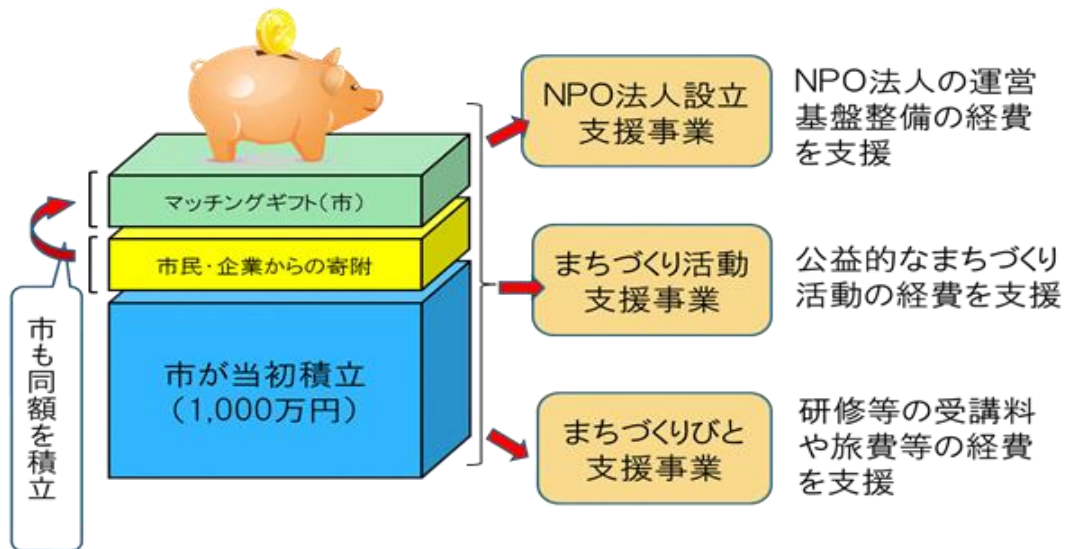 マッチングギフト(市)
市民・企業からの寄附
市が当初積立
(1,000万円)
市も同額を積立
NPO法人設立
支援事業
NPO法人の運営
基盤整備の経費
を支援
まちづくり活動
支援事業
公益的なまちづくり
活動の経費を支援
まちづくりびと
支援事業
研修等の受講料
や旅費等の経費
を支援